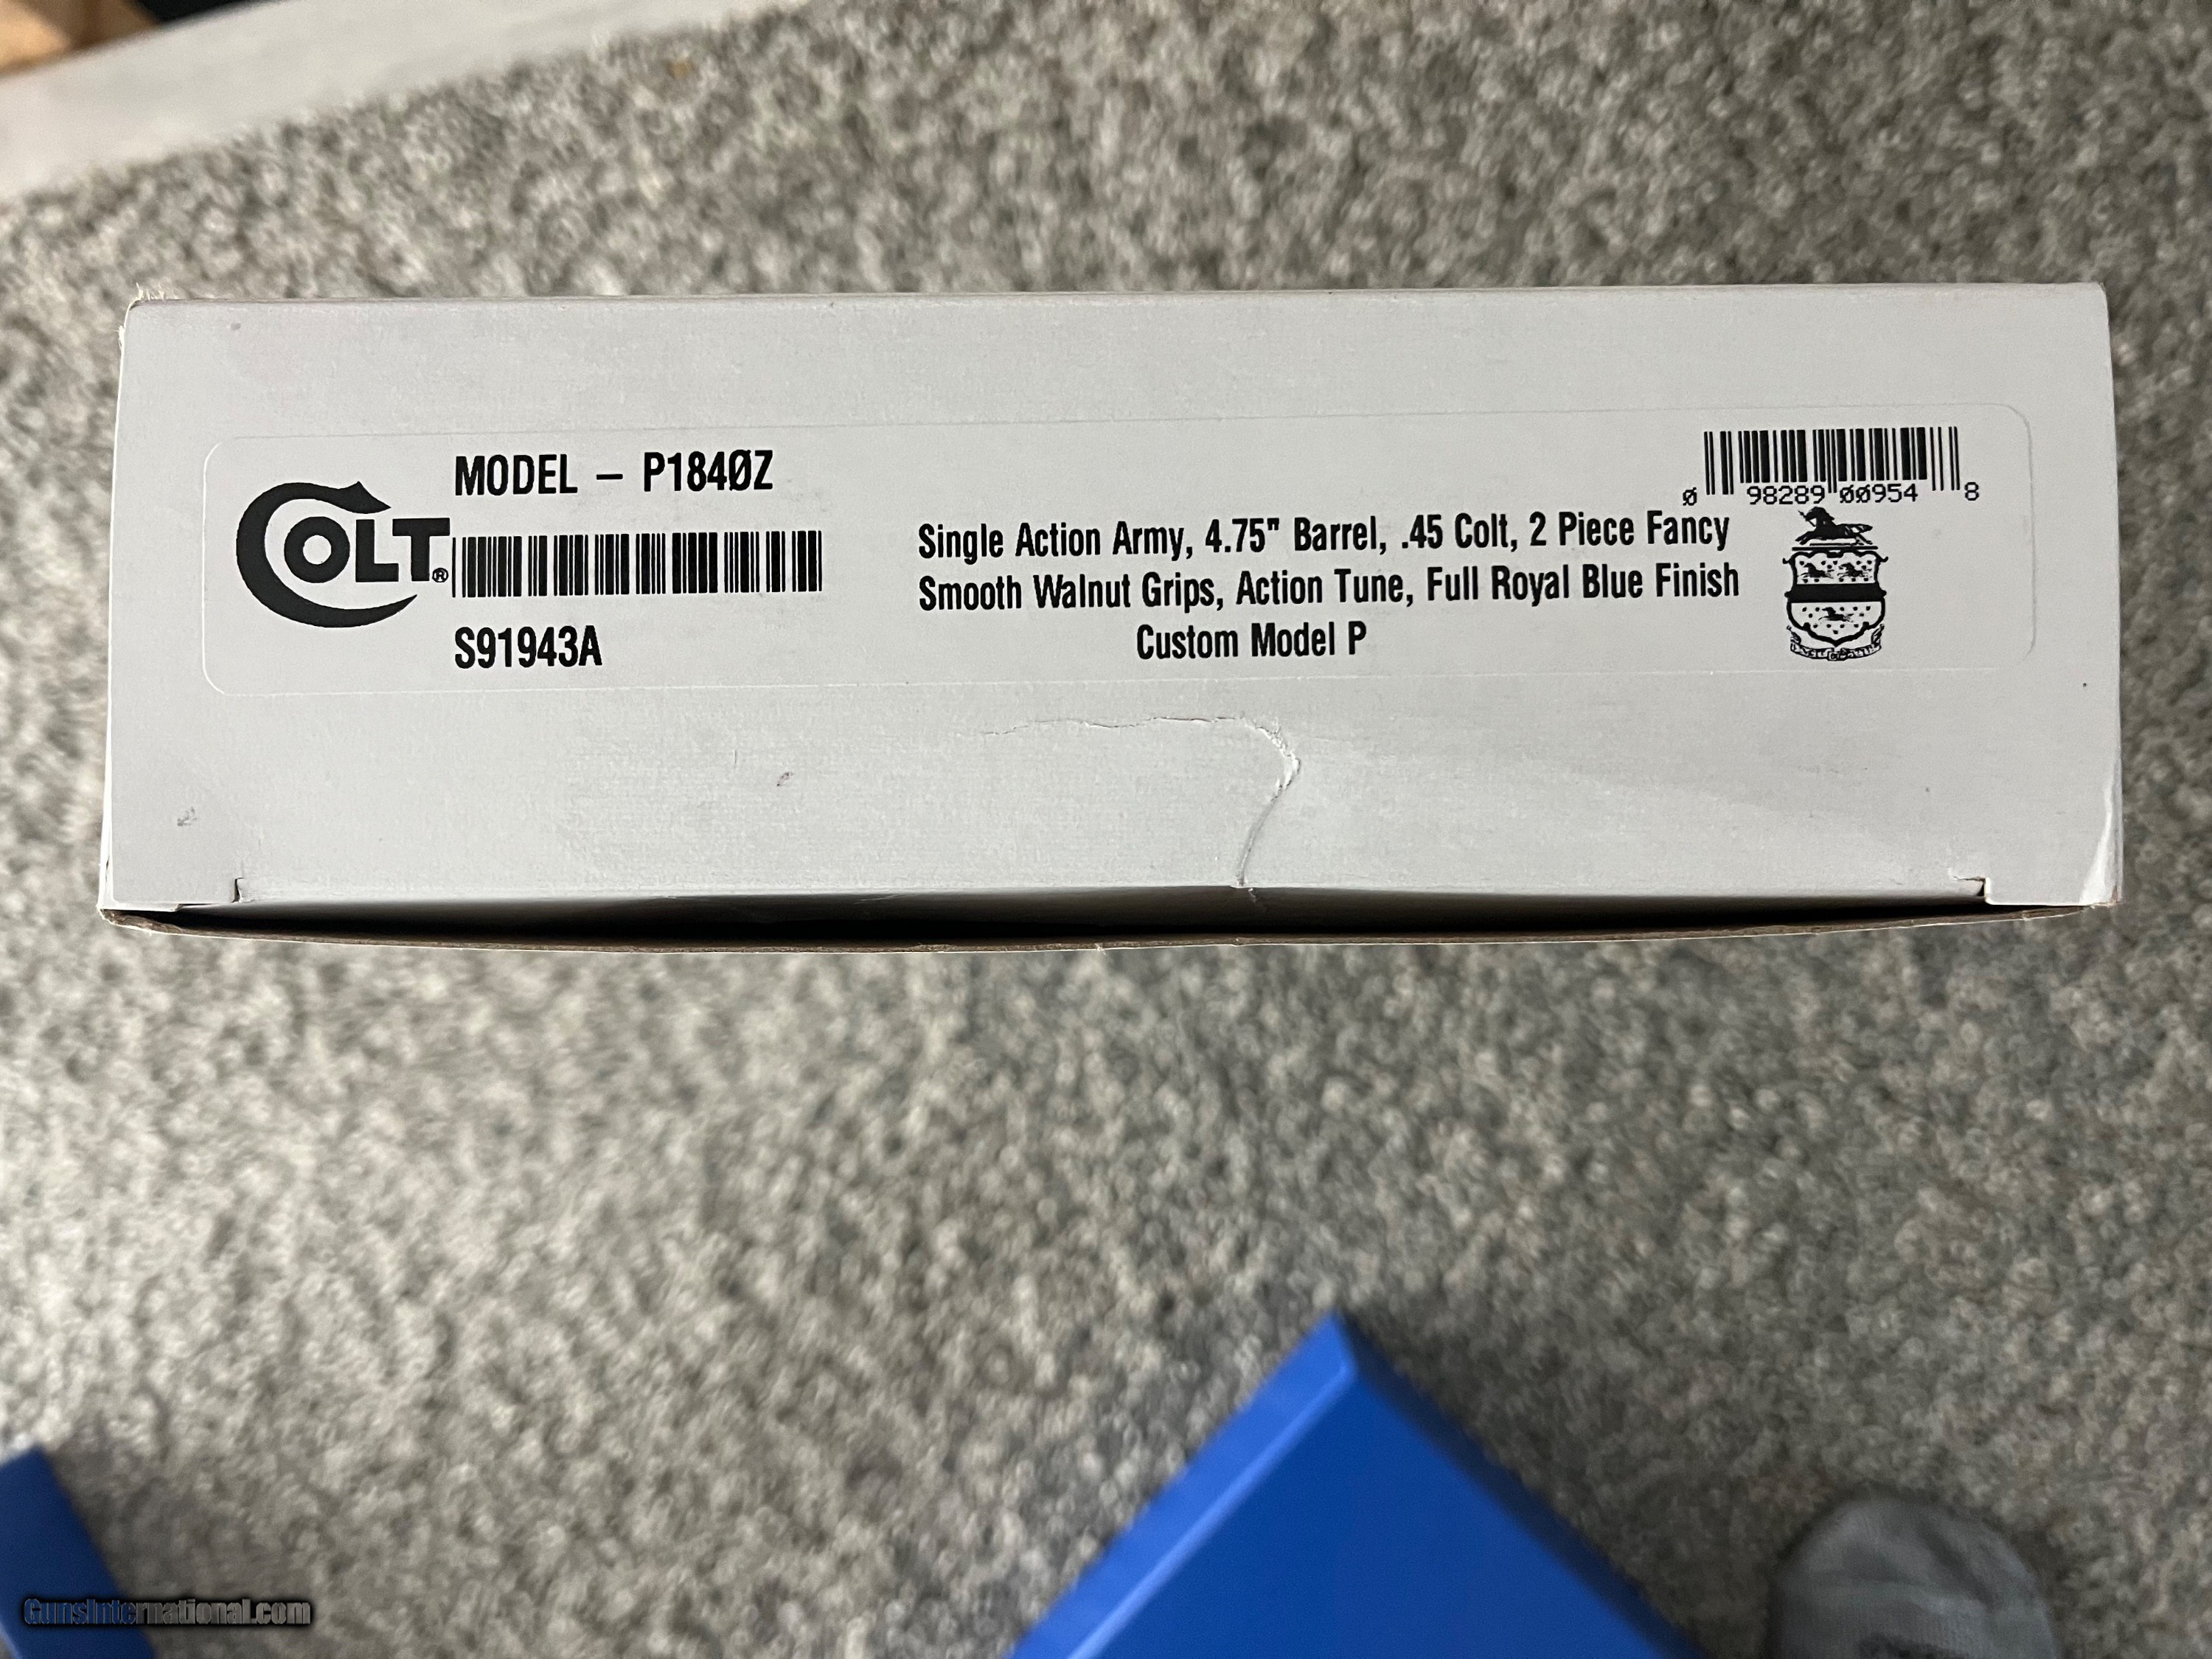 COLT®
MODEL – P184ØZ
S91943A
Ø 98289 ØØ954 8
Single Action Army, 4.75" Barrel, .45 Colt, 2 Piece Fancy
Smooth Walnut Grips, Action Tune, Full Royal Blue Finish
Custom Model P
GunsInternational.com